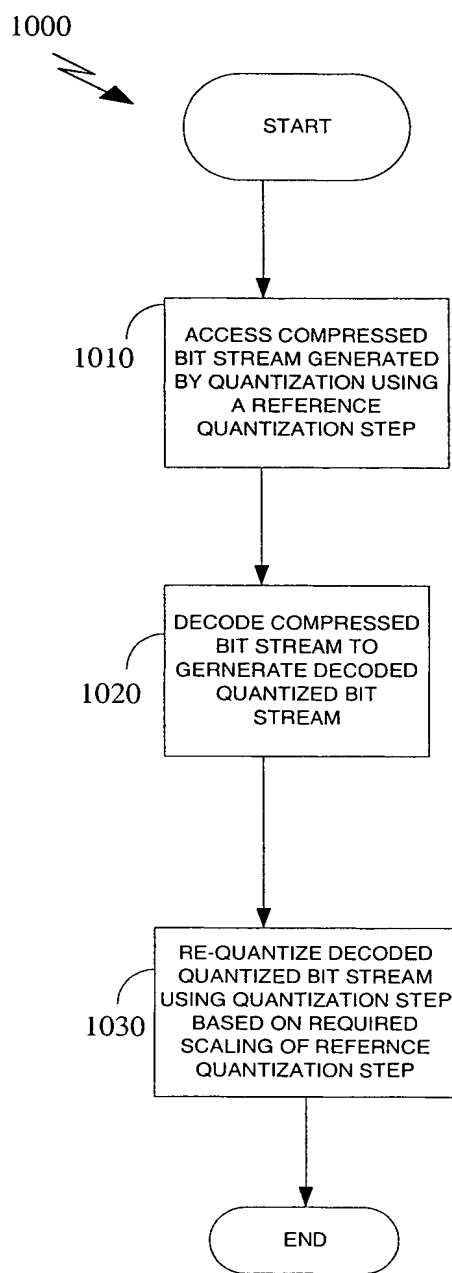 1000
START
1010
ACCESS COMPRESSED
BIT STREAM GENERATED
BY QUANTIZATION USING
A REFERENCE
QUANTIZATION STEP
1020
DECODE COMPRESSED
BIT STREAM TO
GERNERATE DECODED
QUANTIZED BIT
STREAM
1030
RE-QUANTIZE DECODED
QUANTIZED BIT STREAM
USING QUANTIZATION STEP
BASED ON REQUIRED
SCALING OF REFERNCE
QUANTIZATION STEP
END